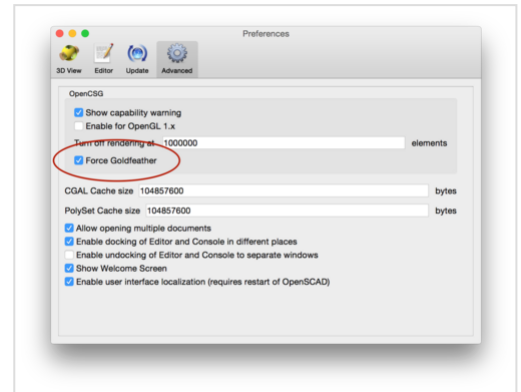 Preferences
3D View Editor Update Advanced
OpenCSG
Show capability warning
Enable for OpenGL 1.x
Turn off rendering at 1000000 elements
Force Goldfeather
CGAL Cache size 104857600 bytes
PolySet Cache size 104857600 bytes
Allow opening multiple documents
Enable docking of Editor and Console in different places
Enable undocking of Editor and Console to separate windows
Show Welcome Screen
Enable user interface localization (requires restart of OpenSCAD)